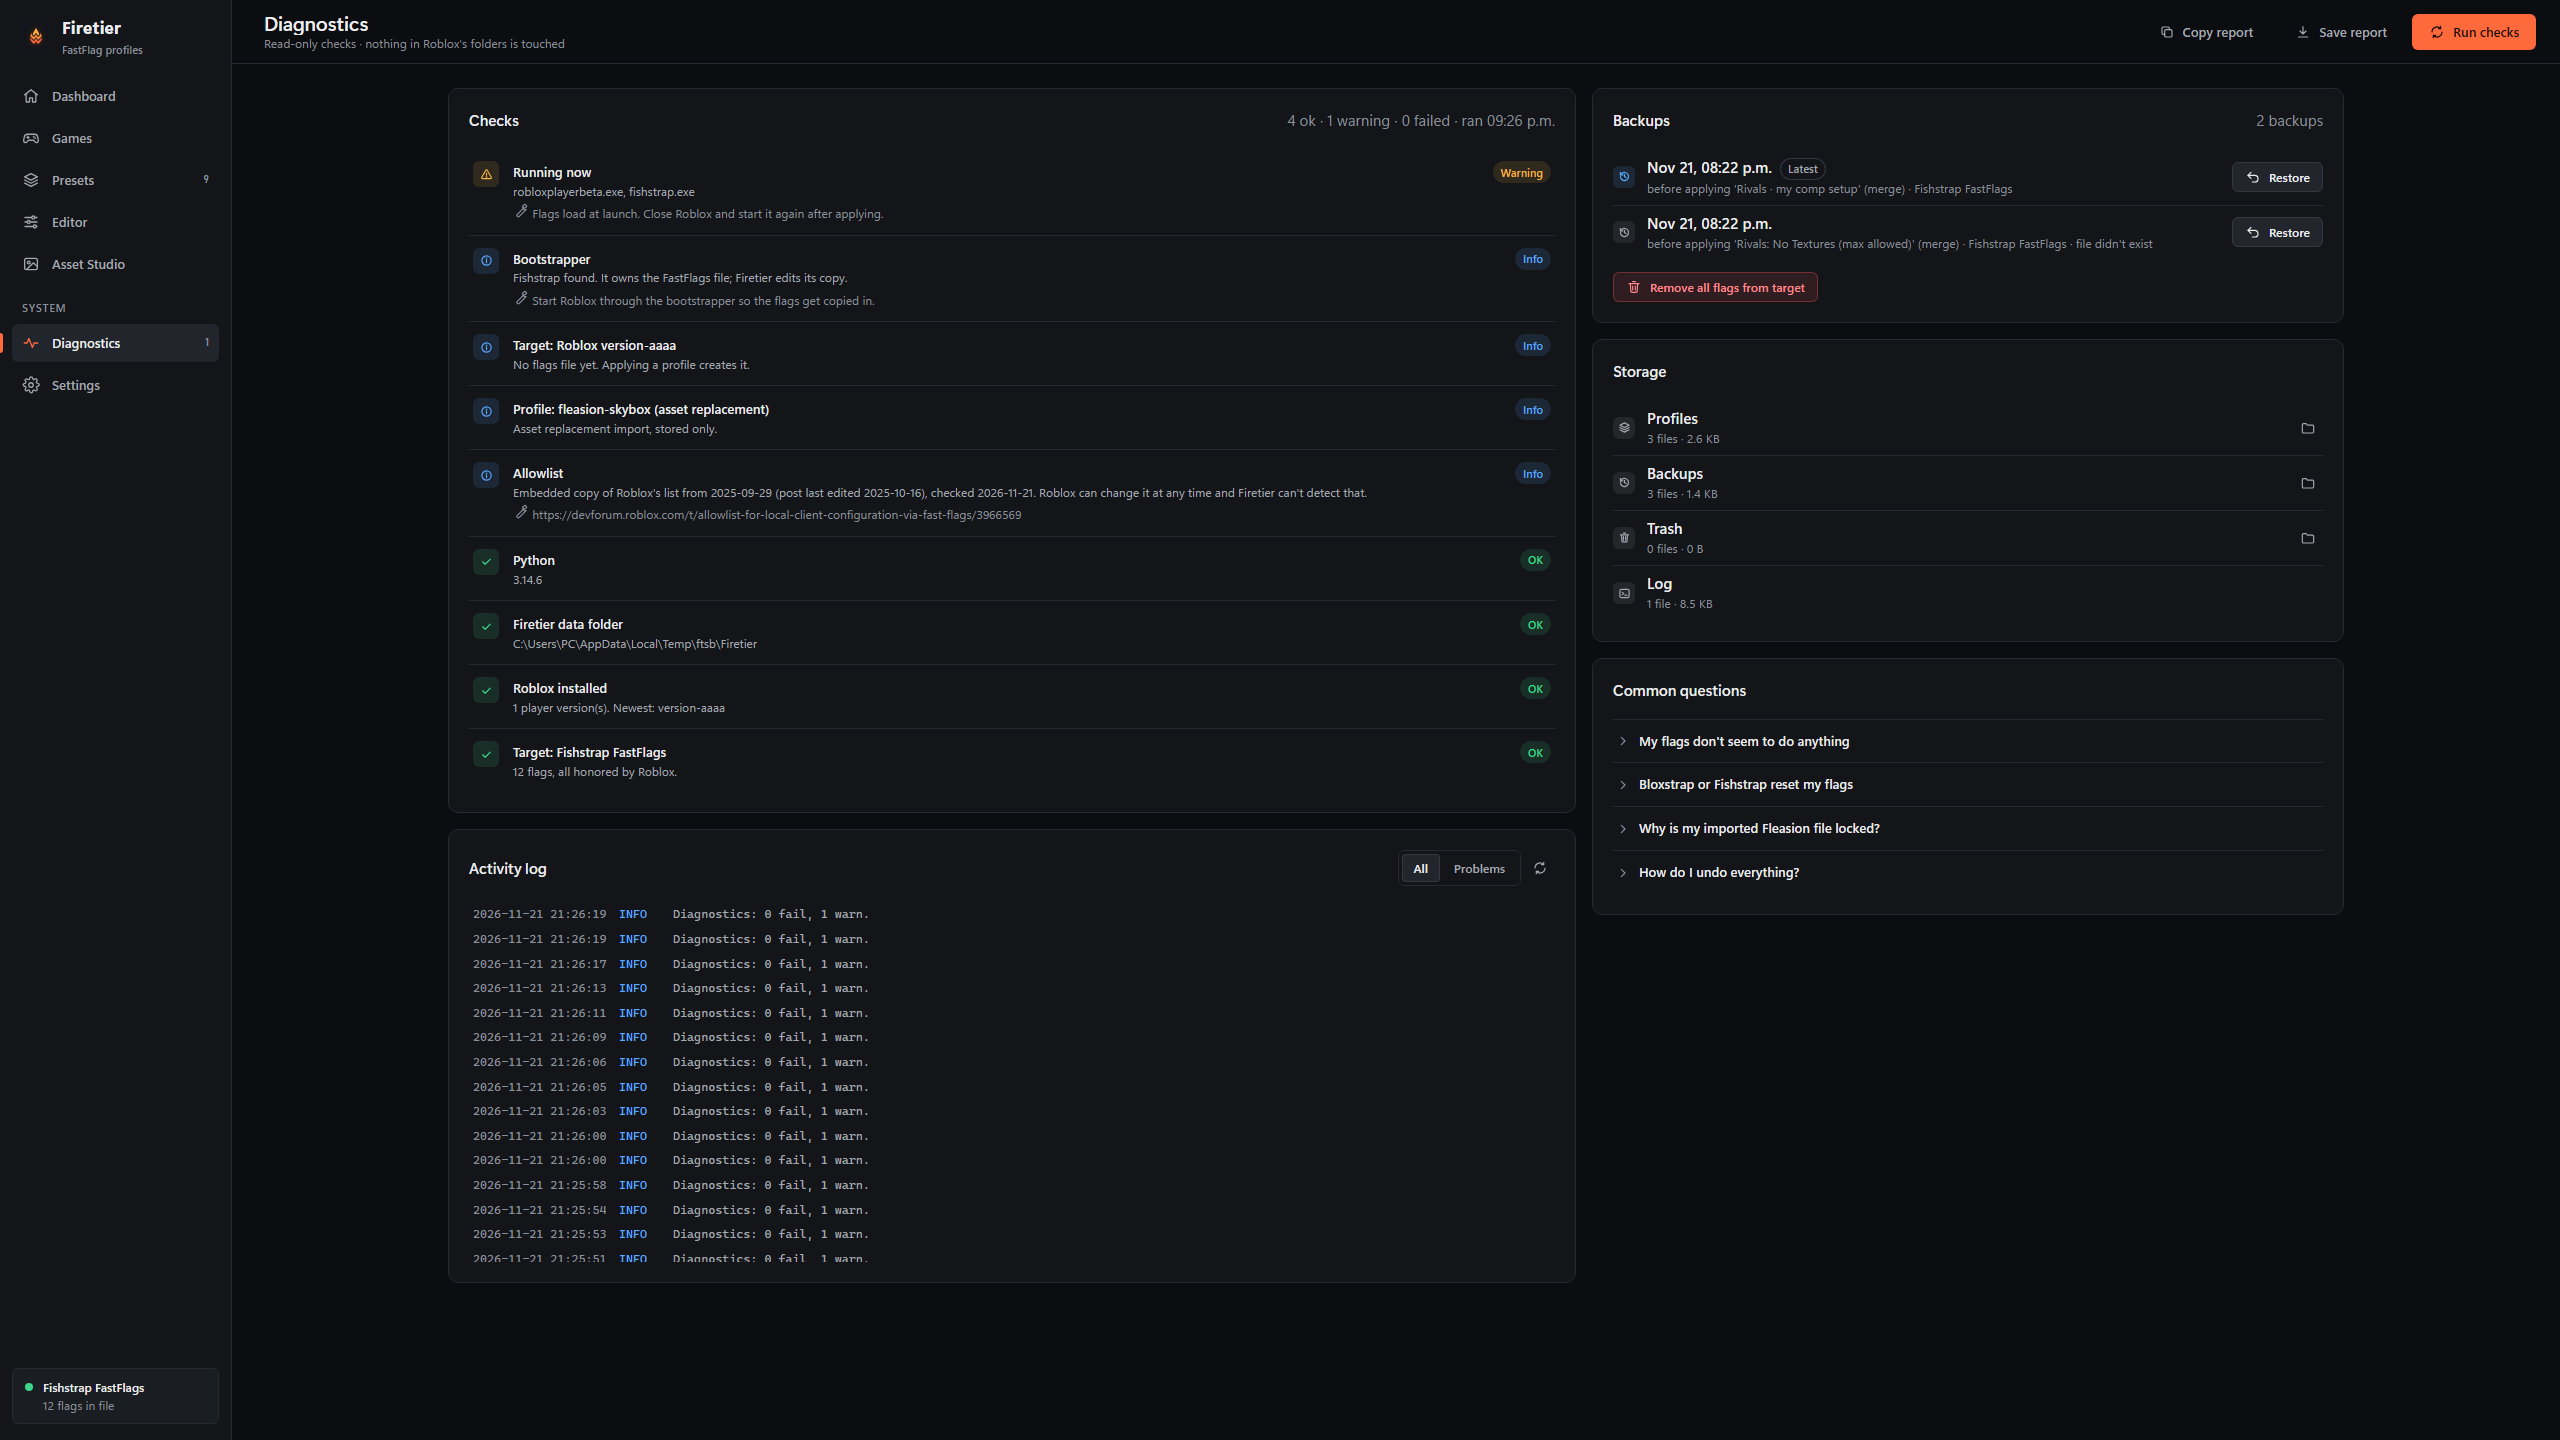 Firetier
FastFlag profiles
Dashboard
Games
Presets 9
Editor
Asset Studio
SYSTEM
Diagnostics 1
Settings
Fishstrap FastFlags
12 flags in file
Diagnostics
Read-only checks · nothing in Roblox's folders is touched
Copy report
Save report
Run checks
Checks
4 ok · 1 warning · 0 failed · ran 09:26 p.m.
Running now
Warning
robloxplayerbeta.exe, fishstrap.exe
Flags load at launch. Close Roblox and start it again after applying.
Bootstrapper
Info
Fishstrap found. It owns the FastFlags file; Firetier edits its copy.
Start Roblox through the bootstrapper so the flags get copied in.
Target: Roblox version-aaaa
Info
No flags file yet. Applying a profile creates it.
Profile: fleasion-skybox (asset replacement)
Info
Asset replacement import, stored only.
Allowlist
Info
Embedded copy of Roblox's list from 2025-09-29 (post last edited 2025-10-16), checked 2026-11-21. Roblox can change it at any time and Firetier can't detect that.
https://devforum.roblox.com/t/allowlist-for-local-client-configuration-via-fast-flags/3966569
Python
OK
3.14.6
Firetier data folder
OK
C:\Users\PC\AppData\Local\Temp\ftsb\Firetier
Roblox installed
OK
1 player version(s). Newest: version-aaaa
Target: Fishstrap FastFlags
OK
12 flags, all honored by Roblox.
Activity log
All
Problems
2026-11-21 21:26:19 INFO Diagnostics: 0 fail, 1 warn.
2026-11-21 21:26:19 INFO Diagnostics: 0 fail, 1 warn.
2026-11-21 21:26:17 INFO Diagnostics: 0 fail, 1 warn.
2026-11-21 21:26:13 INFO Diagnostics: 0 fail, 1 warn.
2026-11-21 21:26:11 INFO Diagnostics: 0 fail, 1 warn.
2026-11-21 21:26:09 INFO Diagnostics: 0 fail, 1 warn.
2026-11-21 21:26:06 INFO Diagnostics: 0 fail, 1 warn.
2026-11-21 21:26:05 INFO Diagnostics: 0 fail, 1 warn.
2026-11-21 21:26:03 INFO Diagnostics: 0 fail, 1 warn.
2026-11-21 21:26:00 INFO Diagnostics: 0 fail, 1 warn.
2026-11-21 21:26:00 INFO Diagnostics: 0 fail, 1 warn.
2026-11-21 21:25:58 INFO Diagnostics: 0 fail, 1 warn.
2026-11-21 21:25:54 INFO Diagnostics: 0 fail, 1 warn.
2026-11-21 21:25:53 INFO Diagnostics: 0 fail, 1 warn.
2026-11-21 21:25:51 INFO Diagnostics: 0 fail, 1 warn.
Backups
2 backups
Nov 21, 08:22 p.m. Latest
before applying 'Rivals · my comp setup' (merge) · Fishstrap FastFlags
Restore
Nov 21, 08:22 p.m.
before applying 'Rivals: No Textures (max allowed)' (merge) · Fishstrap FastFlags · file didn't exist
Restore
Remove all flags from target
Storage
Profiles
3 files · 2.6 KB
Backups
3 files · 1.4 KB
Trash
0 files · 0 B
Log
1 file · 8.5 KB
Common questions
My flags don't seem to do anything
Bloxstrap or Fishstrap reset my flags
Why is my imported Fleasion file locked?
How do I undo everything?